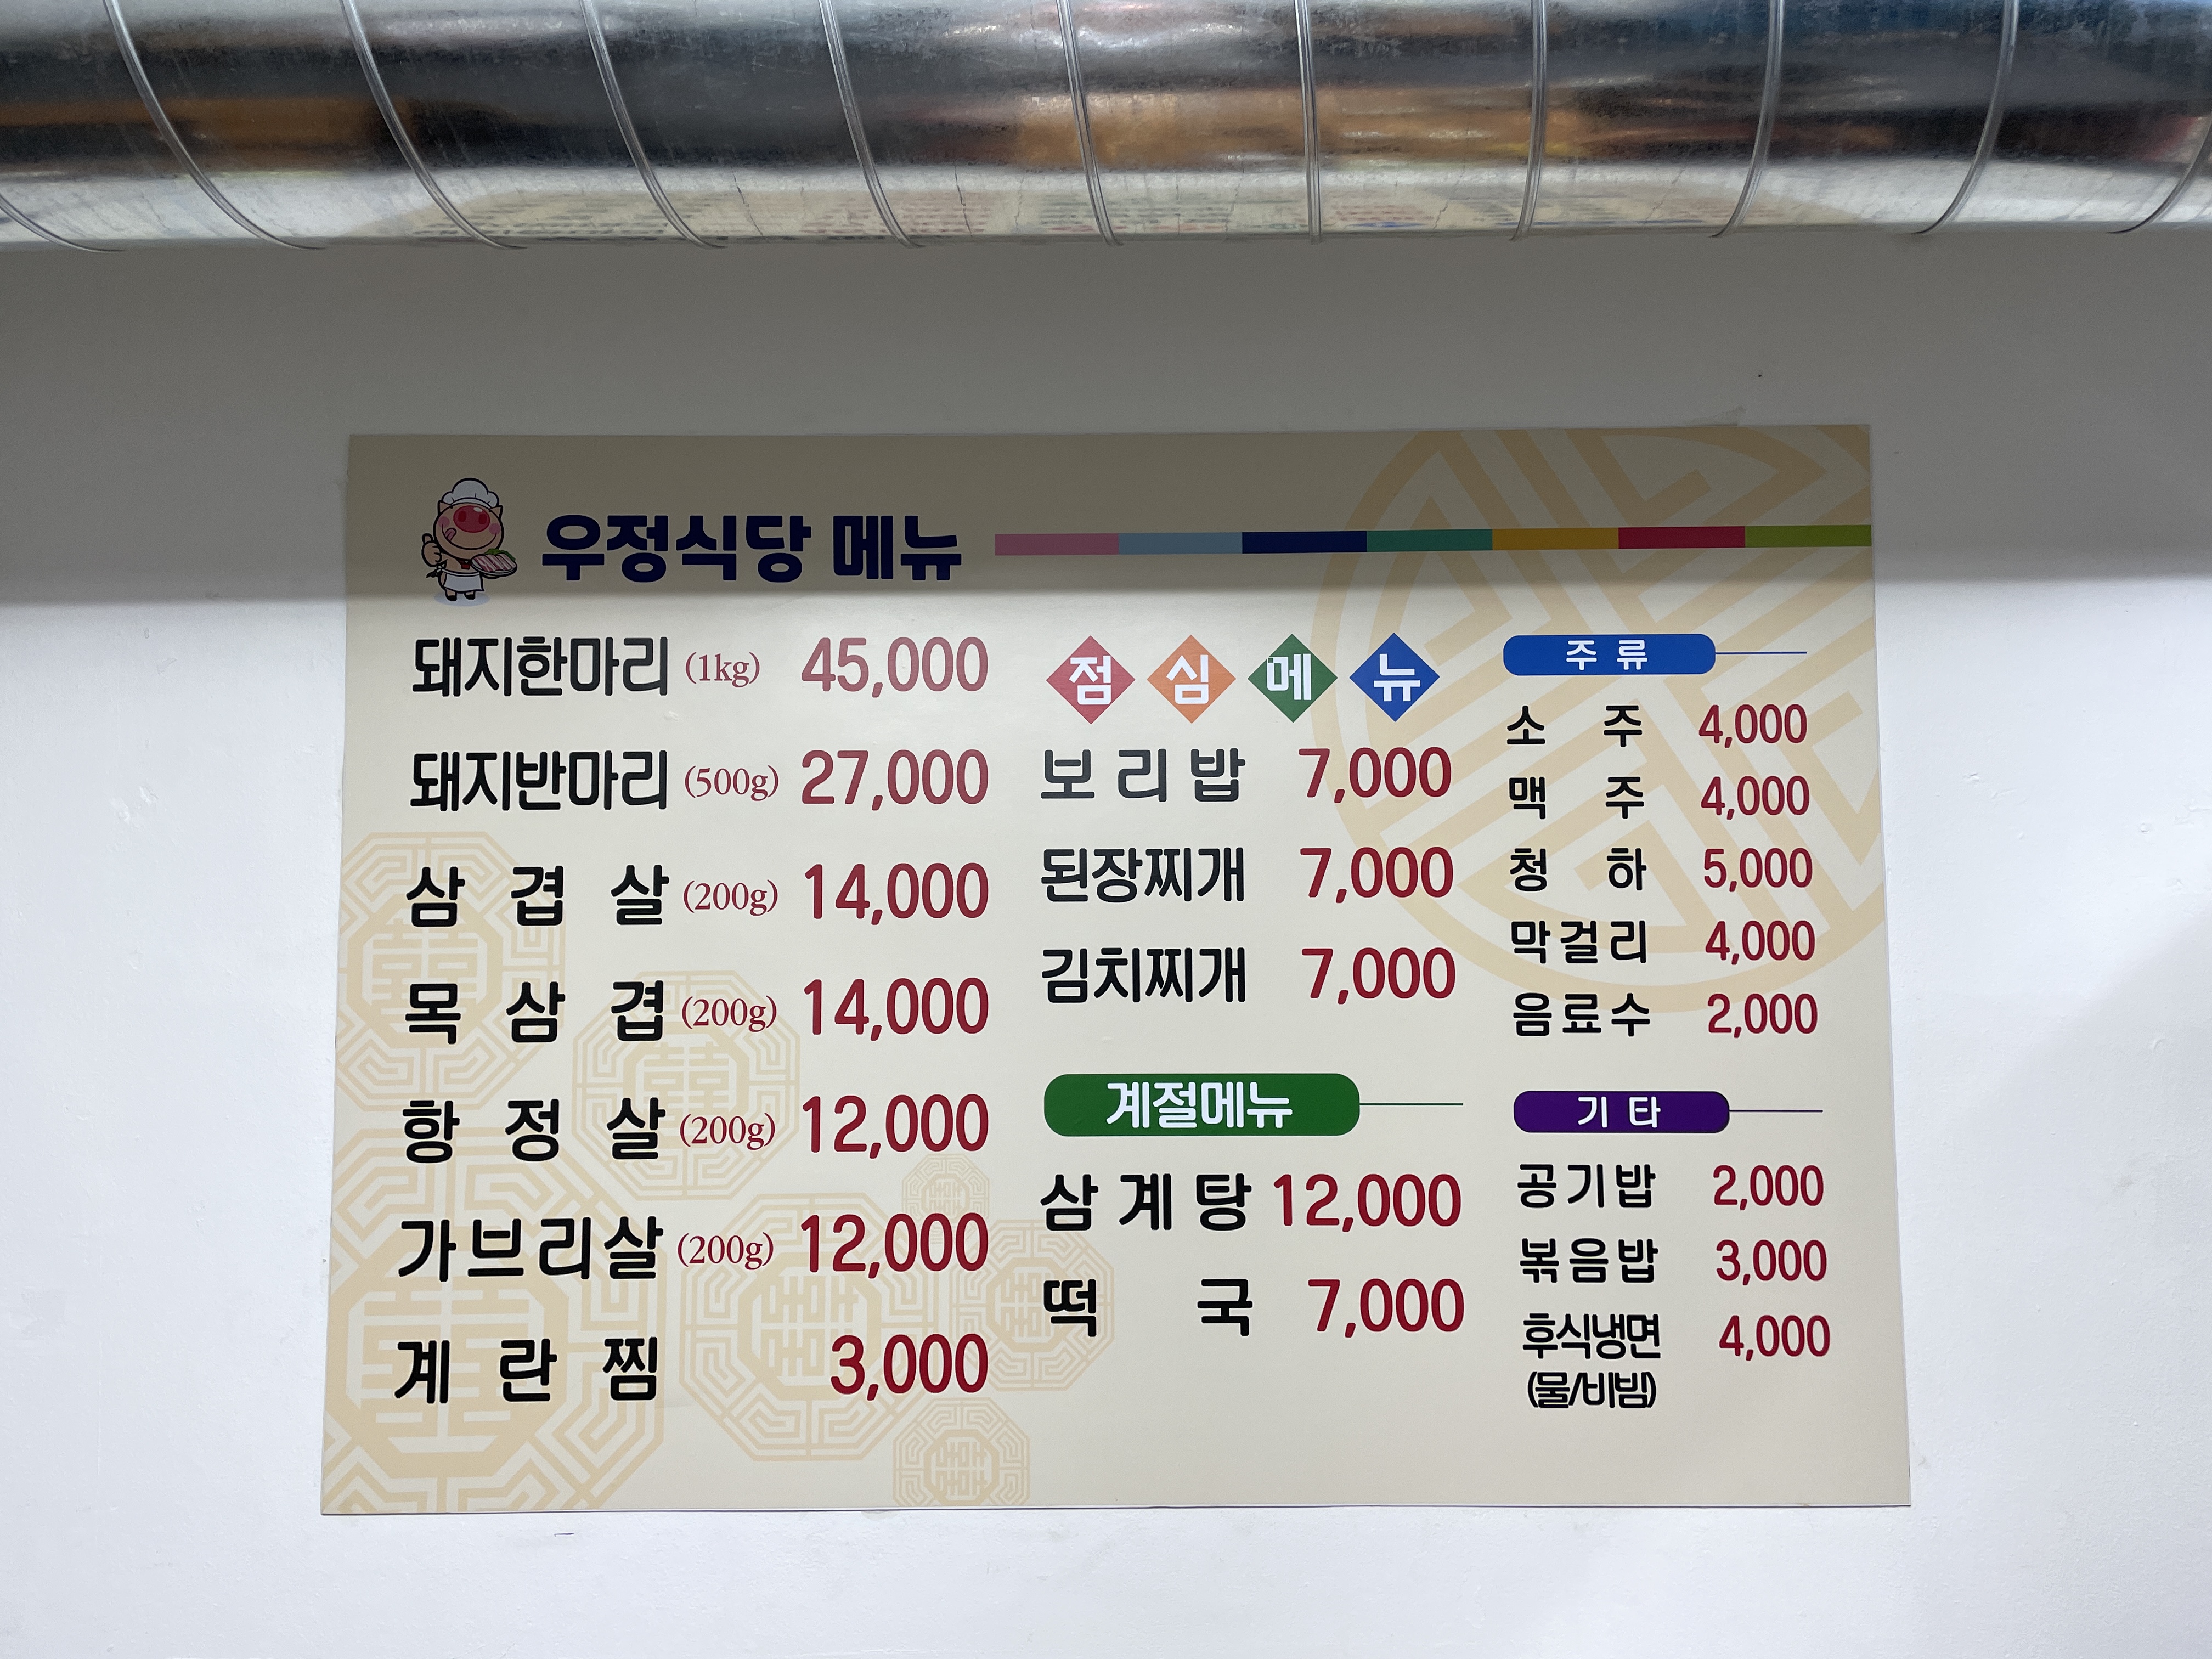 우정식당 메뉴
돼지한마리 (1kg) 45,000
돼지반마리 (500g) 27,000
삼겹살 (200g) 14,000
목삼겹 (200g) 14,000
항정살 (200g) 12,000
가브리살 (200g) 12,000
계란찜 3,000
점심메뉴
보리밥 7,000
된장찌개 7,000
김치찌개 7,000
계절메뉴
삼계탕 12,000
떡국 7,000
주류
소주 4,000
맥주 4,000
청하 5,000
막걸리 4,000
음료수 2,000
기타
공기밥 2,000
볶음밥 3,000
후식냉면 4,000
(물/비빔)